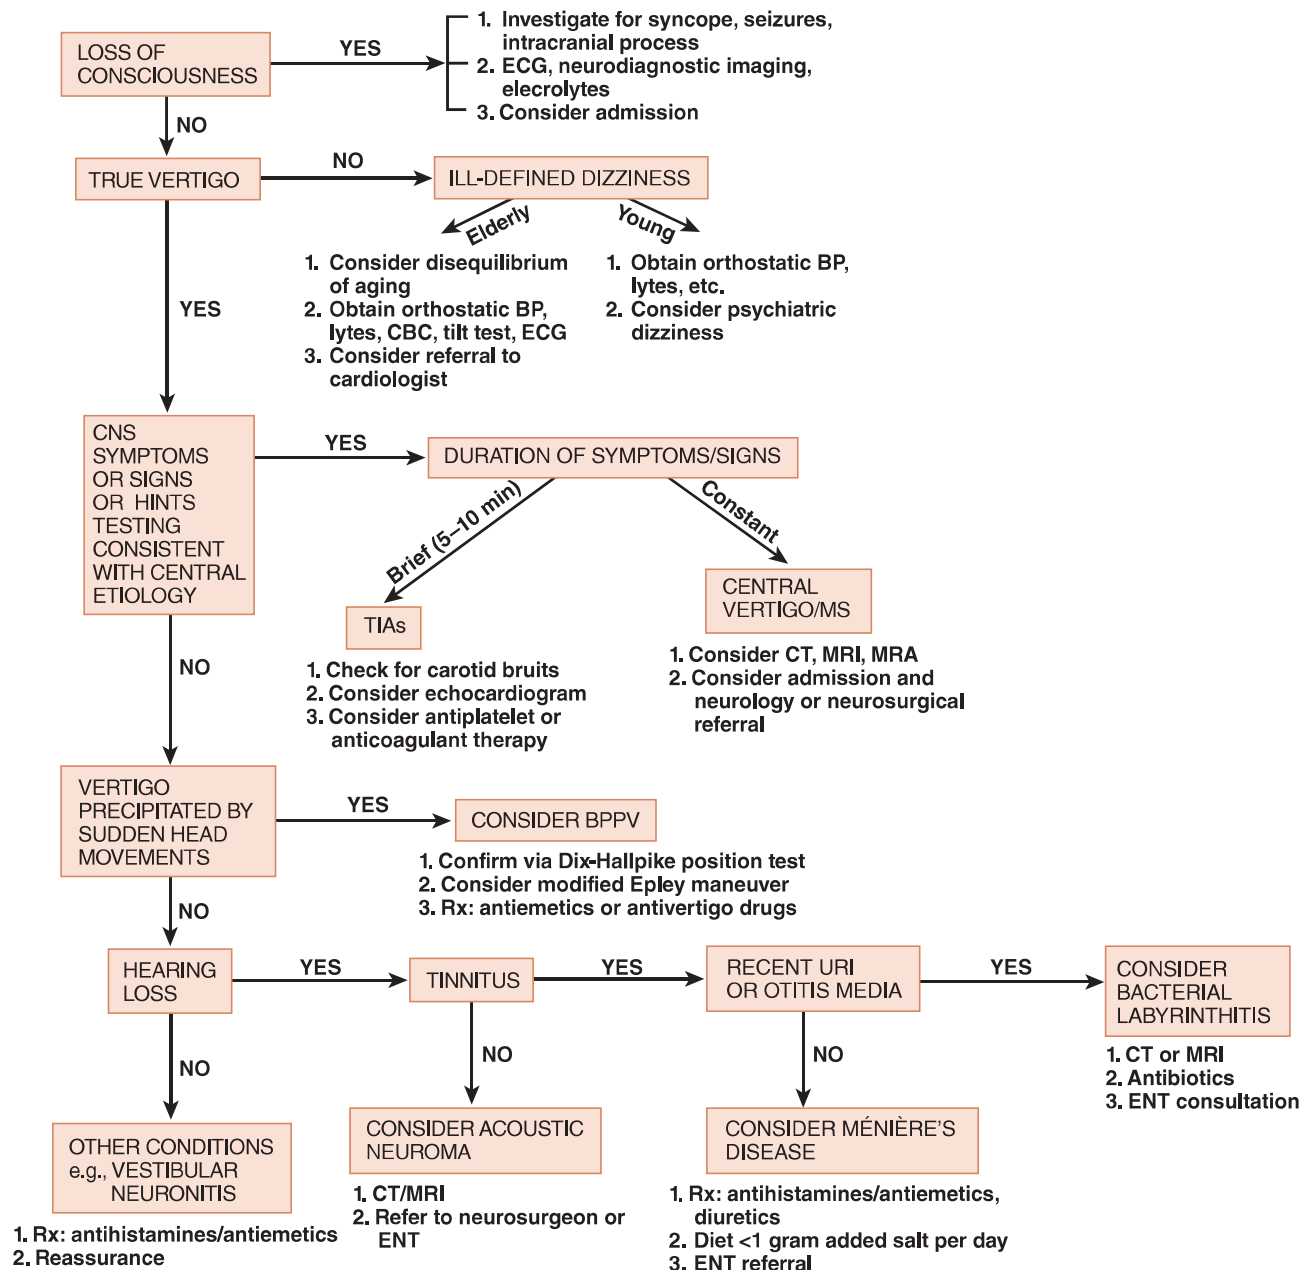 LOSS OF
CONSCIOUSNESS
YES
1. Investigate for syncope, seizures,
intracranial process
2. ECG, neurodiagnostic imaging,
elecrolytes
3. Consider admission
NO
TRUE VERTIGO
NO
ILL-DEFINED DIZZINESS
Elderly
Young
1. Consider disequilibrium
of aging
2. Obtain orthostatic BP,
lytes, CBC, tilt test, ECG
3. Consider referral to
cardiologist
1. Obtain orthostatic BP,
lytes, etc.
2. Consider psychiatric
dizziness
YES
CNS
SYMPTOMS
OR SIGNS
OR HINTS
TESTING
CONSISTENT
WITH CENTRAL
ETIOLOGY
YES
DURATION OF SYMPTOMS/SIGNS
Brief (5–10 min)
Constant
TIAs
1. Check for carotid bruits
2. Consider echocardiogram
3. Consider antiplatelet or
anticoagulant therapy
CENTRAL
VERTIGO/MS
1. Consider CT, MRI, MRA
2. Consider admission and
neurology or neurosurgical
referral
NO
VERTIGO
PRECIPITATED BY
SUDDEN HEAD
MOVEMENTS
YES
CONSIDER BPPV
1. Confirm via Dix-Hallpike position test
2. Consider modified Epley maneuver
3. Rx: antiemetics or antivertigo drugs
NO
HEARING
LOSS
YES
TINNITUS
YES
RECENT URI
OR OTITIS MEDIA
YES
CONSIDER
BACTERIAL
LABYRINTHITIS
1. CT or MRI
2. Antibiotics
3. ENT consultation
NO
OTHER CONDITIONS
e.g., VESTIBULAR
NEURONITIS
1. Rx: antihistamines/antiemetics
2. Reassurance
NO
CONSIDER ACOUSTIC
NEUROMA
1. CT/MRI
2. Refer to neurosurgeon or
ENT
NO
CONSIDER MÉNIÈRE'S
DISEASE
1. Rx: antihistamines/antiemetics,
diuretics
2. Diet <1 gram added salt per day
3. ENT referral